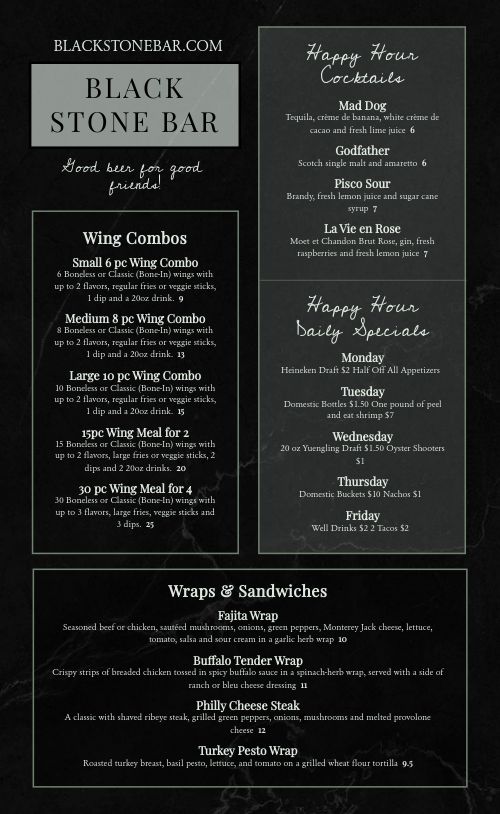 BLACKSTONEBAR.COM
BLACK
STONE BAR
Good beer for good
friends!
Wing Combos
Small 6 pc Wing Combo
6 Boneless or Classic (Bone-In) wings with
up to 2 flavors, regular fries or veggie sticks,
1 dip and a 20oz drink. 9
Medium 8 pc Wing Combo
8 Boneless or Classic (Bone-In) wings with
up to 2 flavors, regular fries or veggie sticks,
1 dip and a 20oz drink. 13
Large 10 pc Wing Combo
10 Boneless or Classic (Bone-In) wings with
up to 2 flavors, regular fries or veggie sticks,
1 dip and a 20oz drink. 15
15pc Wing Meal for 2
15 Boneless or Classic (Bone-In) wings with
up to 2 flavors, large fries or veggie sticks, 2
dips and 2 20oz drinks. 20
30 pc Wing Meal for 4
30 Boneless or Classic (Bone-In) wings with
up to 3 flavors, large fries, veggie sticks and
3 dips. 25
Happy Hour
Cocktails
Mad Dog
Tequila, crème de banana, white crème de
cacao and fresh lime juice 6
Godfather
Scotch single malt and amaretto 6
Pisco Sour
Brandy, fresh lemon juice and sugar cane
syrup 7
La Vie en Rose
Moet et Chandon Brut Rose, gin, fresh
raspberries and fresh lemon juice 7
Happy Hour
Daily Specials
Monday
Heineken Draft $2 Half Off All Appetizers
Tuesday
Domestic Bottles $1.50 One pound of peel
and eat shrimp $7
Wednesday
20 oz Yuengling Draft $1.50 Oyster Shooters
$1
Thursday
Domestic Buckets $10 Nachos $1
Friday
Well Drinks $2 2 Tacos $2
Wraps & Sandwiches
Fajita Wrap
Seasoned beef or chicken, sautéed mushrooms, onions, green peppers, Monterey Jack cheese, lettuce,
tomato, salsa and sour cream in a garlic herb wrap 10
Buffalo Tender Wrap
Crispy strips of breaded chicken tossed in spicy buffalo sauce in a spinach-herb wrap, served with a side of
ranch or bleu cheese dressing 11
Philly Cheese Steak
A classic with shaved ribeye steak, grilled green peppers, onions, mushrooms and melted provolone
cheese 12
Turkey Pesto Wrap
Roasted turkey breast, basil pesto, lettuce, and tomato on a grilled wheat flour tortilla 9.5